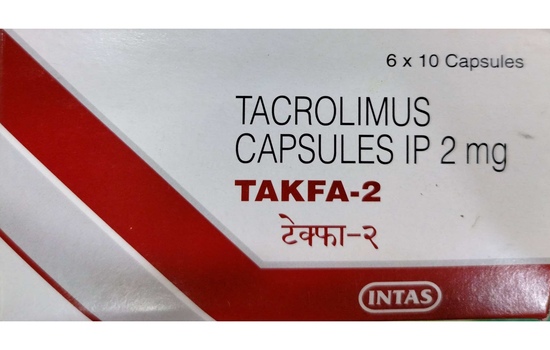 6 x 10 Capsules
TACROLIMUS
CAPSULES IP 2 mg
TAKFA-2
टेक्फा-२
INTAS